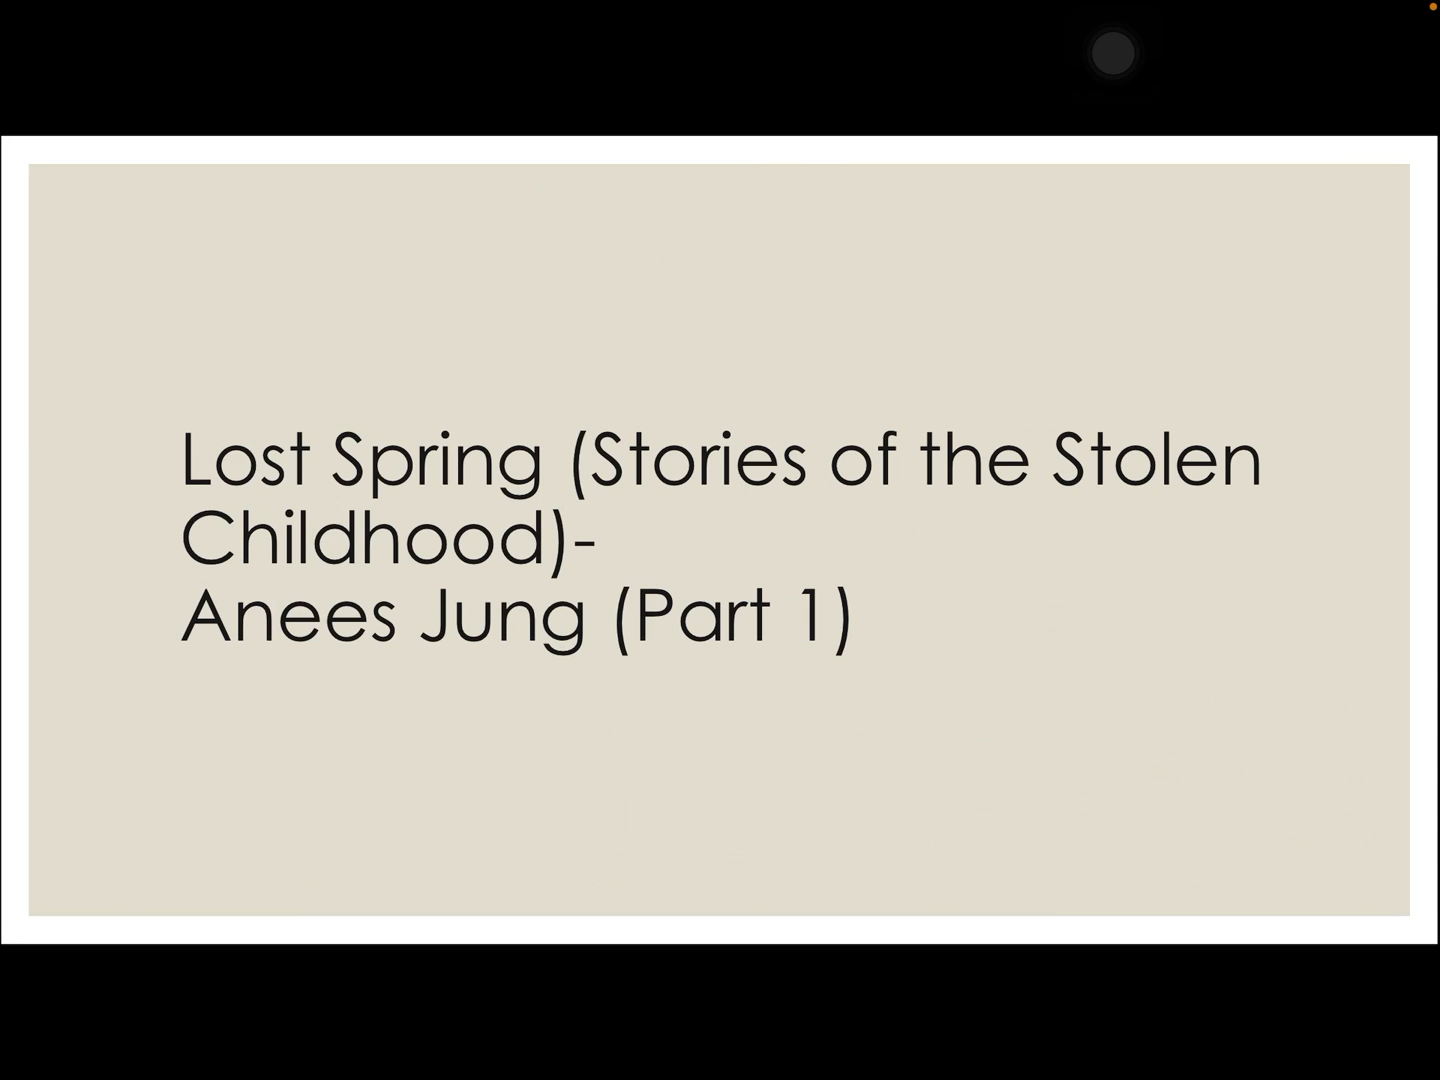 Lost Spring (Stories of the Stolen
Childhood)-
Anees Jung (Part 1)